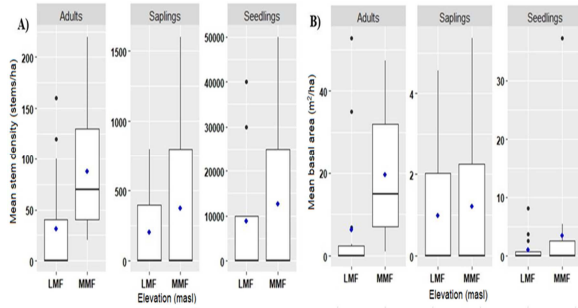 A)
Adults Saplings Seedlings
Mean stem density (stems/ha)
200
150
100
50
0
1500
1000
500
0
50000
40000
30000
20000
10000
0
LMF MMF LMF MMF LMF MMF
Elevation (masl)
B)
Adults Saplings Seedlings
Mean basal area (m²/ha)
40
20
0
4
2
0
30
20
10
0
LMF MMF LMF MMF LMF MMF
Elevation (masl)